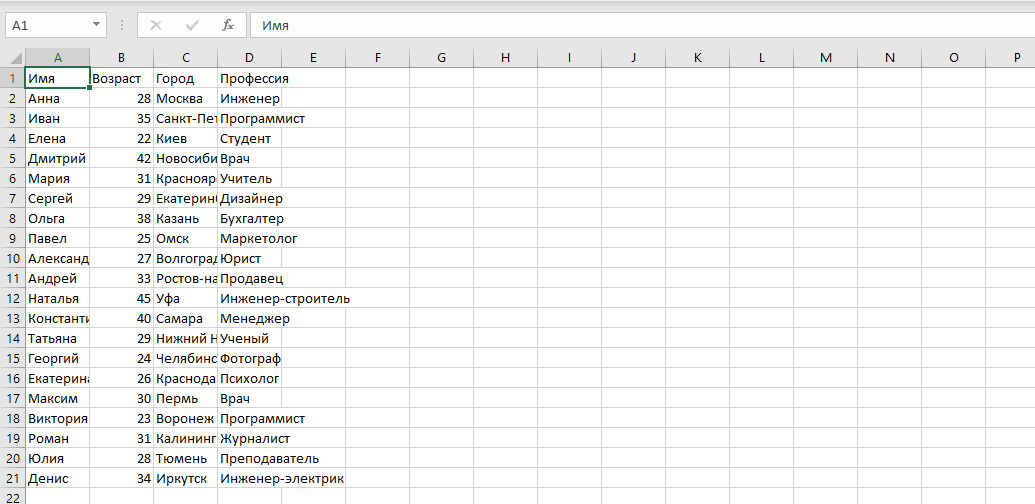 A1 fx Имя
A B C D E F G H I J K L M N O P
1 Имя Возраст Город Профессия
2 Анна 28 Москва Инженер
3 Иван 35 Санкт-Пет Программист
4 Елена 22 Киев Студент
5 Дмитрий 42 Новосиби Врач
6 Мария 31 Краснояр Учитель
7 Сергей 29 Екатерин Дизайнер
8 Ольга 38 Казань Бухгалтер
9 Павел 25 Омск Маркетолог
10 Александ 27 Волгоград Юрист
11 Андрей 33 Ростов-на Продавец
12 Наталья 45 Уфа Инженер-строитель
13 Константи 40 Самара Менеджер
14 Татьяна 29 Нижний Н Ученый
15 Георгий 24 Челябинс Фотограф
16 Екатерина 26 Краснода Психолог
17 Максим 30 Пермь Врач
18 Виктория 23 Воронеж Программист
19 Роман 31 Калининг Журналист
20 Юлия 28 Тюмень Преподаватель
21 Денис 34 Иркутск Инженер-электрик
22